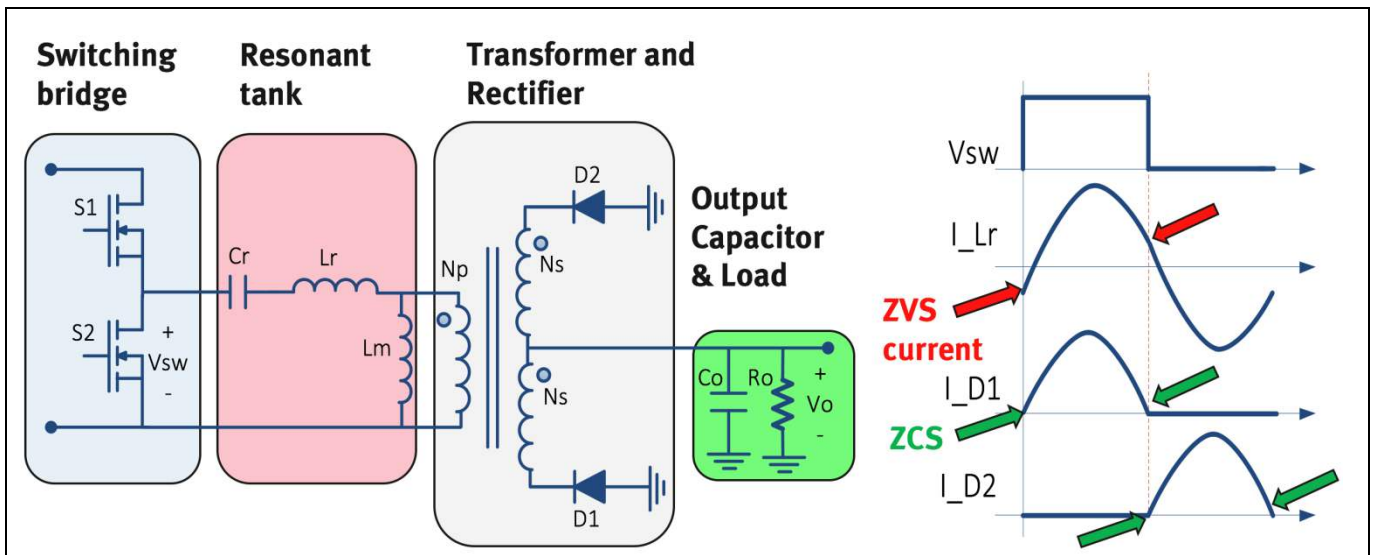 Switching
bridge
Resonant
tank
Transformer and
Rectifier
Output
Capacitor
& Load
S1
S2
+
Vsw
-
Cr
Lr
Lm
Np
D2
Ns
Ns
D1
Co
Ro
+
Vo
-
Vsw
I_Lr
ZVS
current
I_D1
ZCS
I_D2